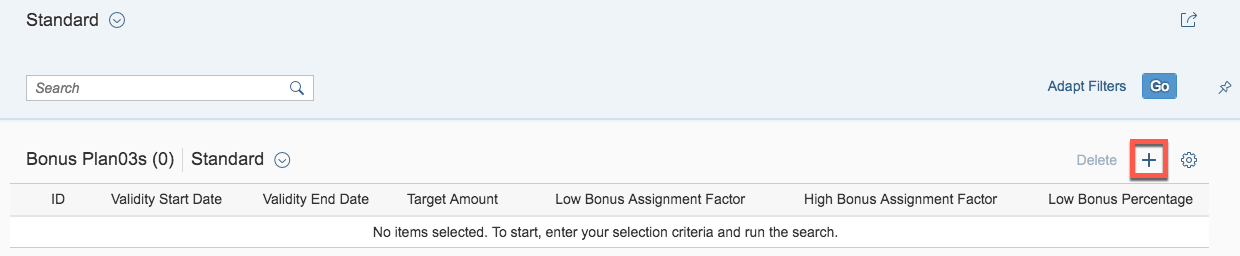 Standard
Search
Adapt Filters Go
Bonus Plan03s (0) Standard Delete
ID Validity Start Date Validity End Date Target Amount Low Bonus Assignment Factor High Bonus Assignment Factor Low Bonus Percentage
No items selected. To start, enter your selection criteria and run the search.